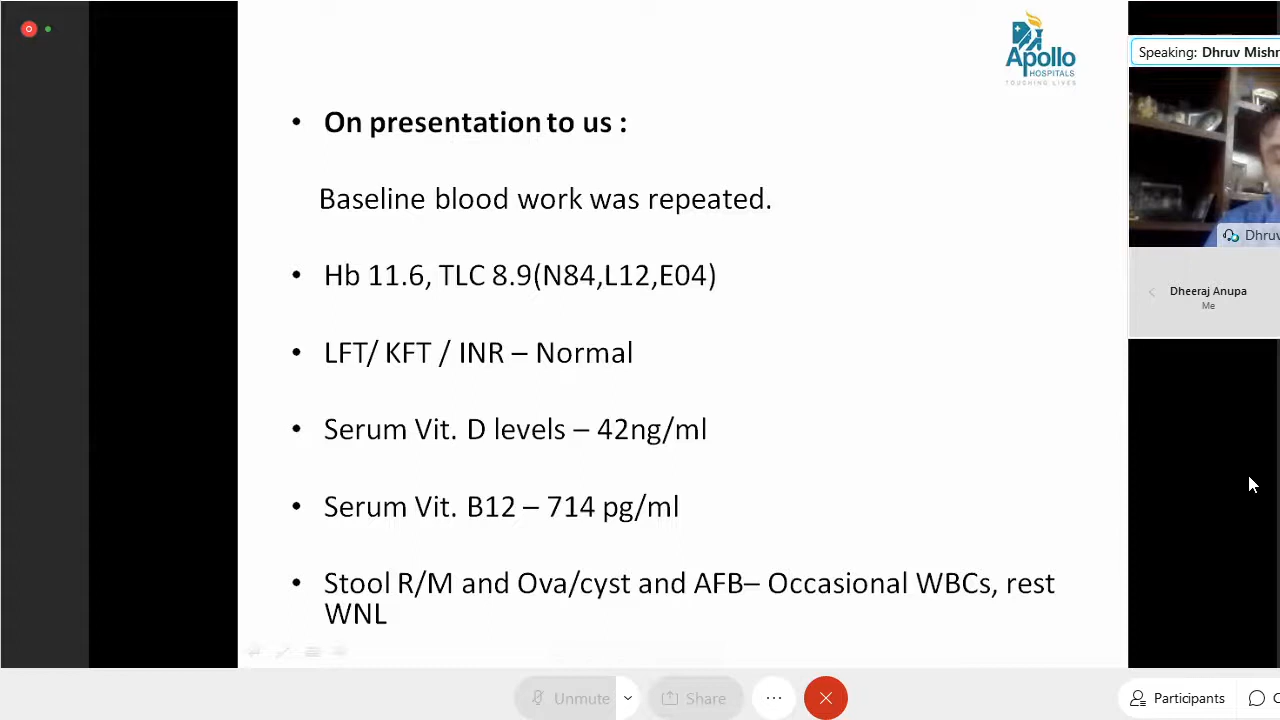 Apollo
HOSPITALS
TOUCHING LIVES
Speaking: Dhruv Mishr
• On presentation to us :
Baseline blood work was repeated.
• Hb 11.6, TLC 8.9(N84,L12,E04)
• LFT/ KFT / INR – Normal
• Serum Vit. D levels – 42ng/ml
• Serum Vit. B12 – 714 pg/ml
• Stool R/M and Ova/cyst and AFB– Occasional WBCs, rest
WNL
Dhruv
Dheeraj Anupa
Me
Unmute
Share
Participants
C